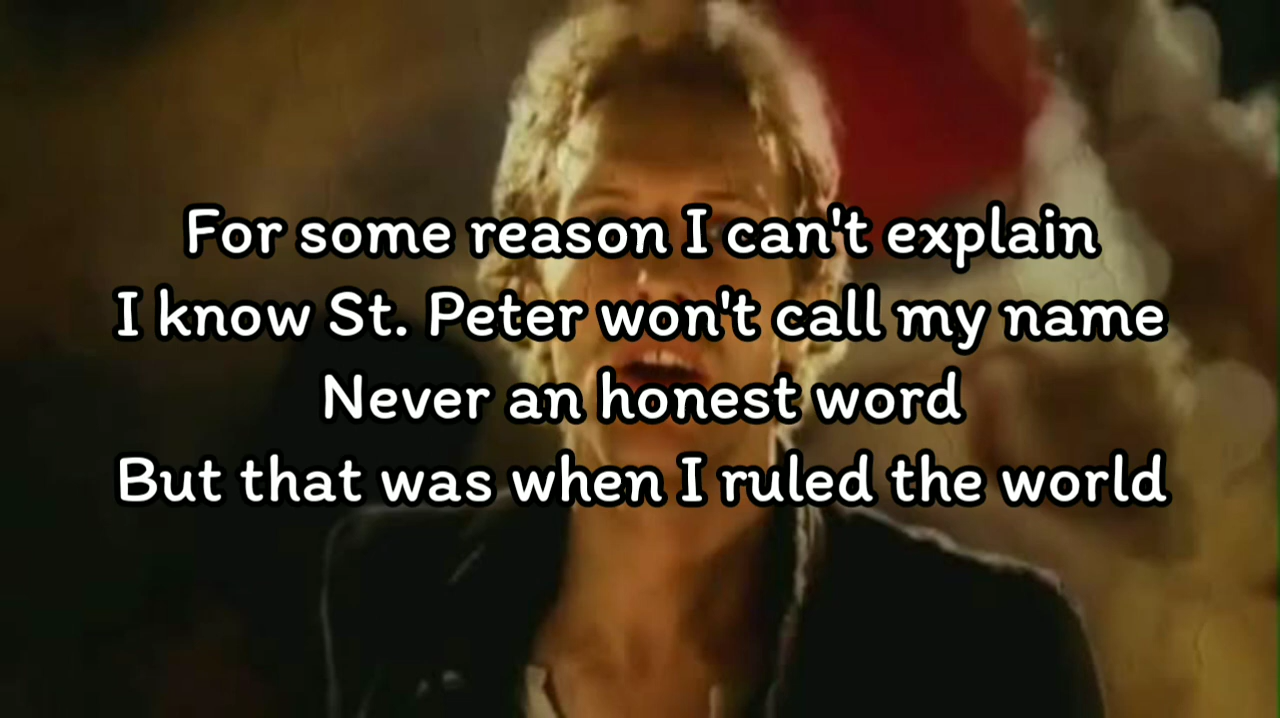 For some reason I can't explain
I know St. Peter won't call my name
Never an honest word
But that was when I ruled the world